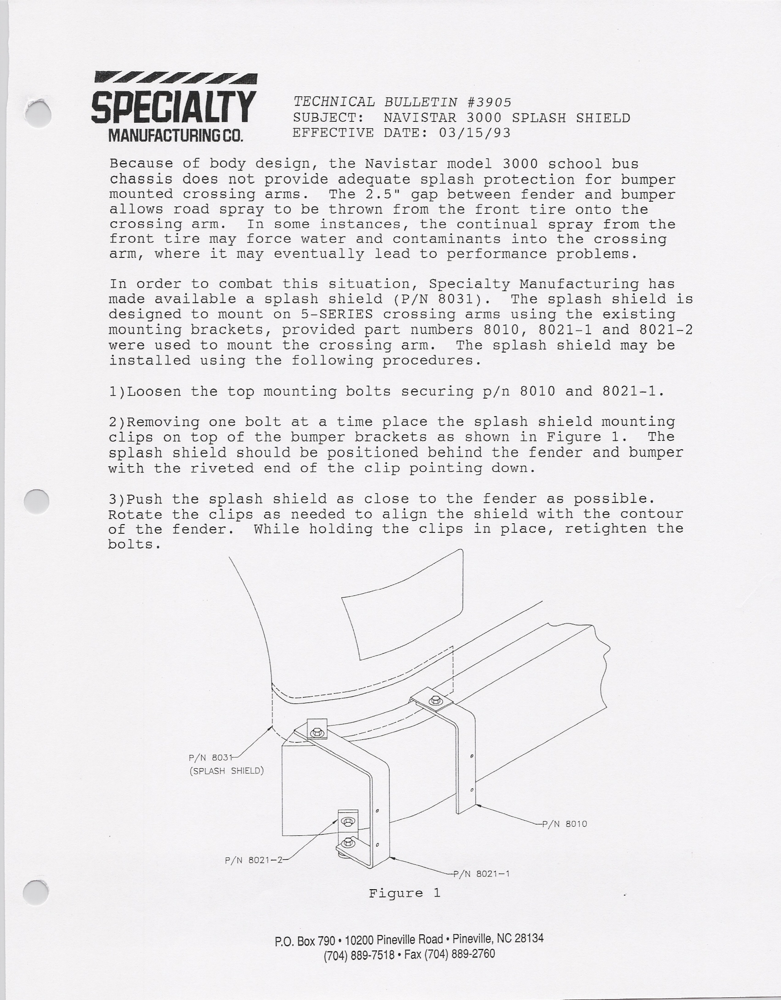 SPECIALTY
MANUFACTURING CO.
TECHNICAL BULLETIN #3905
SUBJECT:  NAVISTAR 3000 SPLASH SHIELD
EFFECTIVE DATE: 03/15/93
Because of body design, the Navistar model 3000 school bus
chassis does not provide adequate splash protection for bumper
mounted crossing arms.  The 2.5" gap between fender and bumper
allows road spray to be thrown from the front tire onto the
crossing arm.  In some instances, the continual spray from the
front tire may force water and contaminants into the crossing
arm, where it may eventually lead to performance problems.
In order to combat this situation, Specialty Manufacturing has
made available a splash shield (P/N 8031).  The splash shield is
designed to mount on 5-SERIES crossing arms using the existing
mounting brackets, provided part numbers 8010, 8021-1 and 8021-2
were used to mount the crossing arm.  The splash shield may be
installed using the following procedures.
1)Loosen the top mounting bolts securing p/n 8010 and 8021-1.
2)Removing one bolt at a time place the splash shield mounting
clips on top of the bumper brackets as shown in Figure 1.  The
splash shield should be positioned behind the fender and bumper
with the riveted end of the clip pointing down.
3)Push the splash shield as close to the fender as possible.
Rotate the clips as needed to align the shield with the contour
of the fender.  While holding the clips in place, retighten the
bolts.
P/N 8031
(SPLASH SHIELD)
P/N 8010
P/N 8021-2
P/N 8021-1
Figure 1
P.O. Box 790 • 10200 Pineville Road • Pineville, NC 28134
(704) 889-7518 • Fax (704) 889-2760